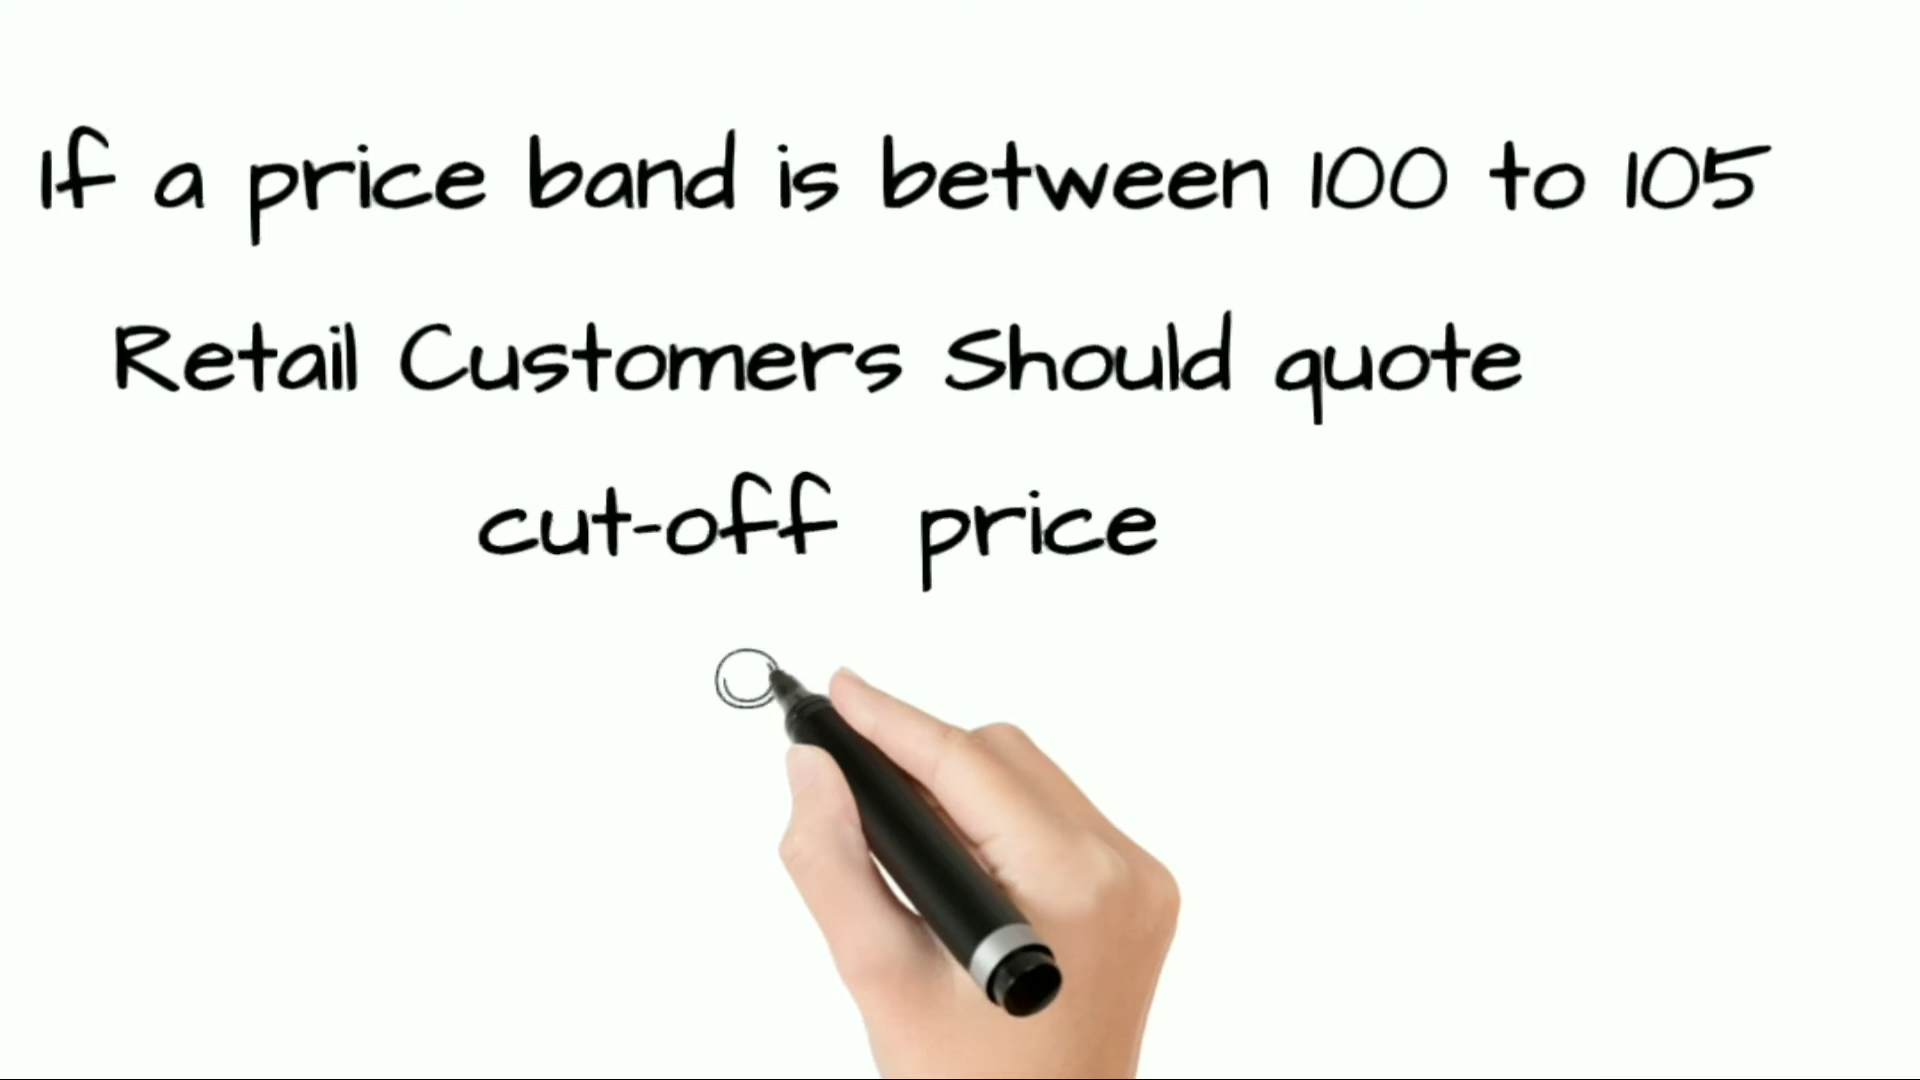 If a price band is between 100 to 105
Retail Customers Should quote
cut-off price